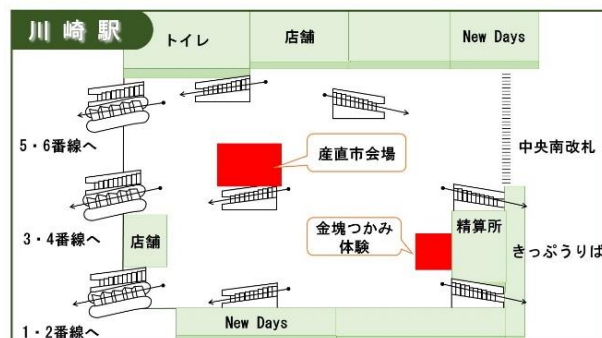 川崎駅
トイレ
店舗
New Days
5・6番線へ
産直市会場
中央南改札
3・4番線へ
店舗
金塊つかみ
体験
精算所
きっぷうりば
1・2番線へ
New Days